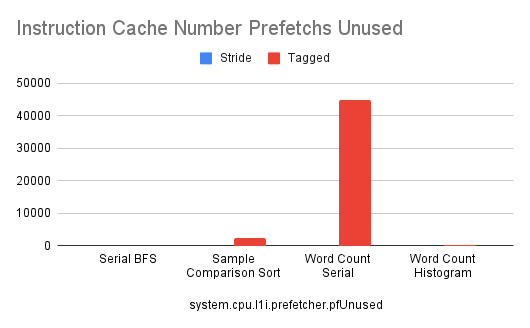 Instruction Cache Number Prefetchs Unused
Stride Tagged
50000
40000
30000
20000
10000
0
Serial BFS
Sample
Comparison Sort
Word Count
Serial
Word Count
Histogram
system.cpu.l1i.prefetcher.pfUnused